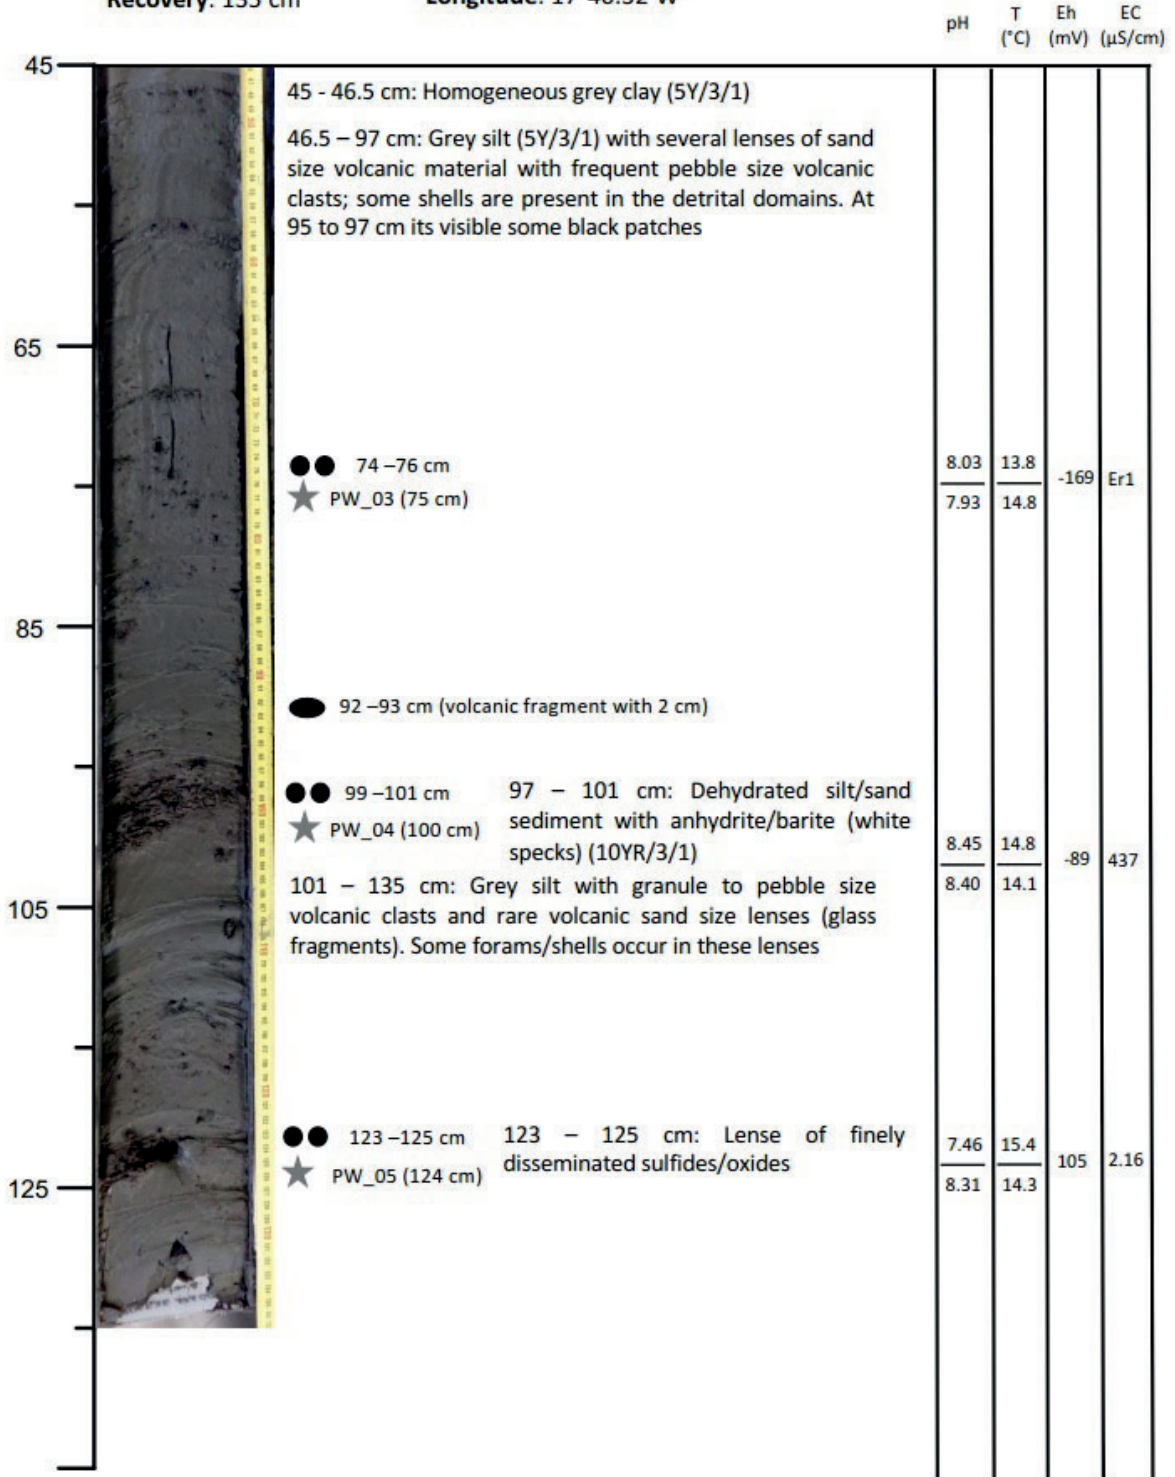 Recovery: 135 cm
Longitude: 17°48.52'W
pH
T
(°C)
Eh
(mV)
EC
(µS/cm)
45
45 - 46.5 cm: Homogeneous grey clay (5Y/3/1)
46.5 – 97 cm: Grey silt (5Y/3/1) with several lenses of sand
size volcanic material with frequent pebble size volcanic
clasts; some shells are present in the detrital domains. At
95 to 97 cm its visible some black patches
65
74 –76 cm
PW_03 (75 cm)
8.03
13.8
-169
Er1
7.93
14.8
85
92 –93 cm (volcanic fragment with 2 cm)
99 –101 cm
PW_04 (100 cm)
97 – 101 cm: Dehydrated silt/sand
sediment with anhydrite/barite (white
specks) (10YR/3/1)
8.45
14.8
-89
437
8.40
14.1
101 – 135 cm: Grey silt with granule to pebble size
volcanic clasts and rare volcanic sand size lenses (glass
fragments). Some forams/shells occur in these lenses
105
123 –125 cm
PW_05 (124 cm)
123 – 125 cm: Lense of finely
disseminated sulfides/oxides
7.46
15.4
105
2.16
8.31
14.3
125